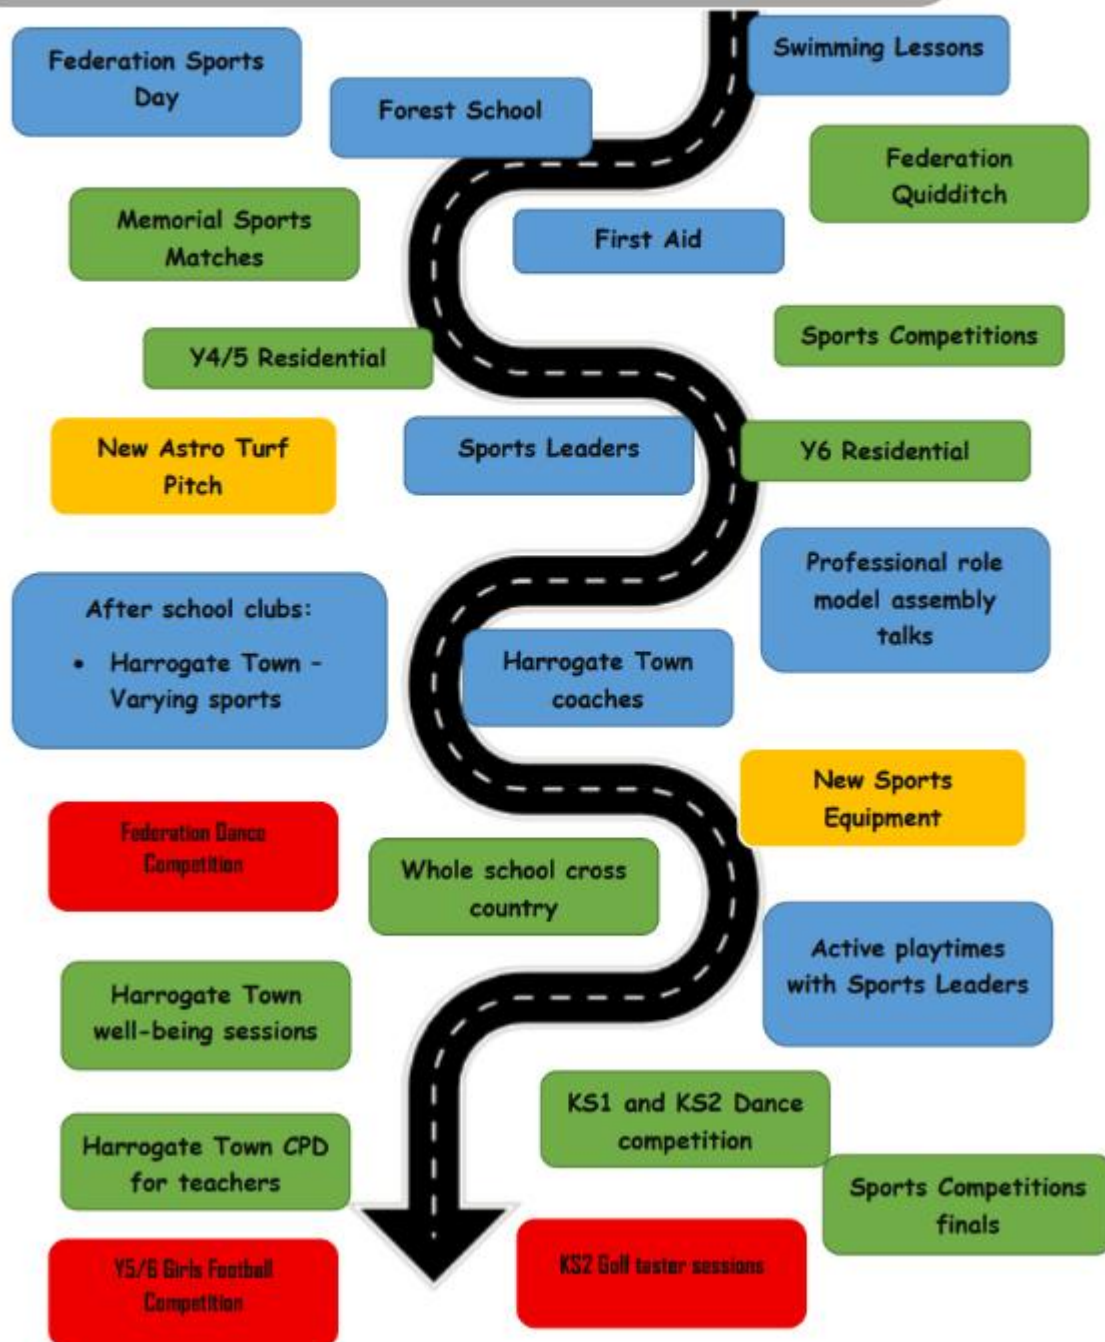 Federation Sports
Day
Swimming Lessons
Forest School
Federation
Quidditch
Memorial Sports
Matches
First Aid
Sports Competitions
Y4/5 Residential
New Astro Turf
Pitch
Sports Leaders
Y6 Residential
Professional role
model assembly
talks
After school clubs:
• Harrogate Town -
Varying sports
Harrogate Town
coaches
New Sports
Equipment
Federation Dance
Competition
Whole school cross
country
Active playtimes
with Sports Leaders
Harrogate Town
well-being sessions
KS1 and KS2 Dance
competition
Harrogate Town CPD
for teachers
Sports Competitions
finals
Y5/6 Girls Football
Competition
KS2 Golf taster sessions